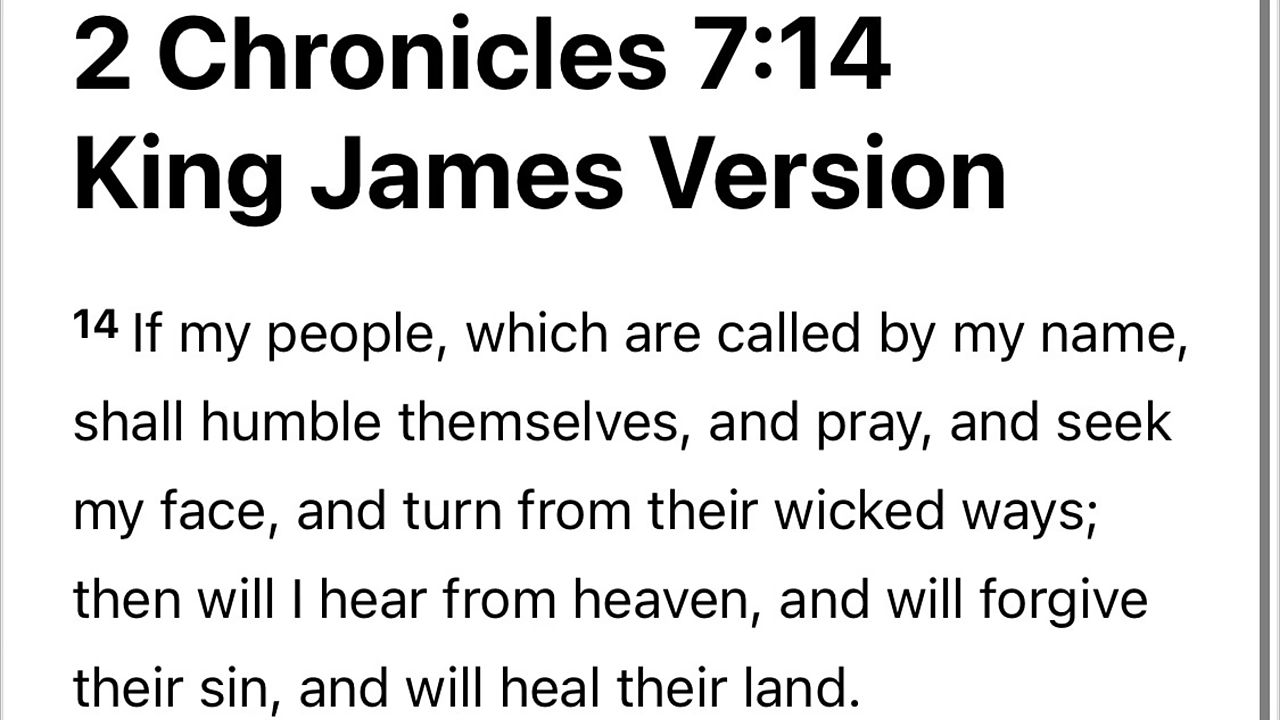 2 Chronicles 7:14
King James Version
14 If my people, which are called by my name,
shall humble themselves, and pray, and seek
my face, and turn from their wicked ways;
then will I hear from heaven, and will forgive
their sin, and will heal their land.